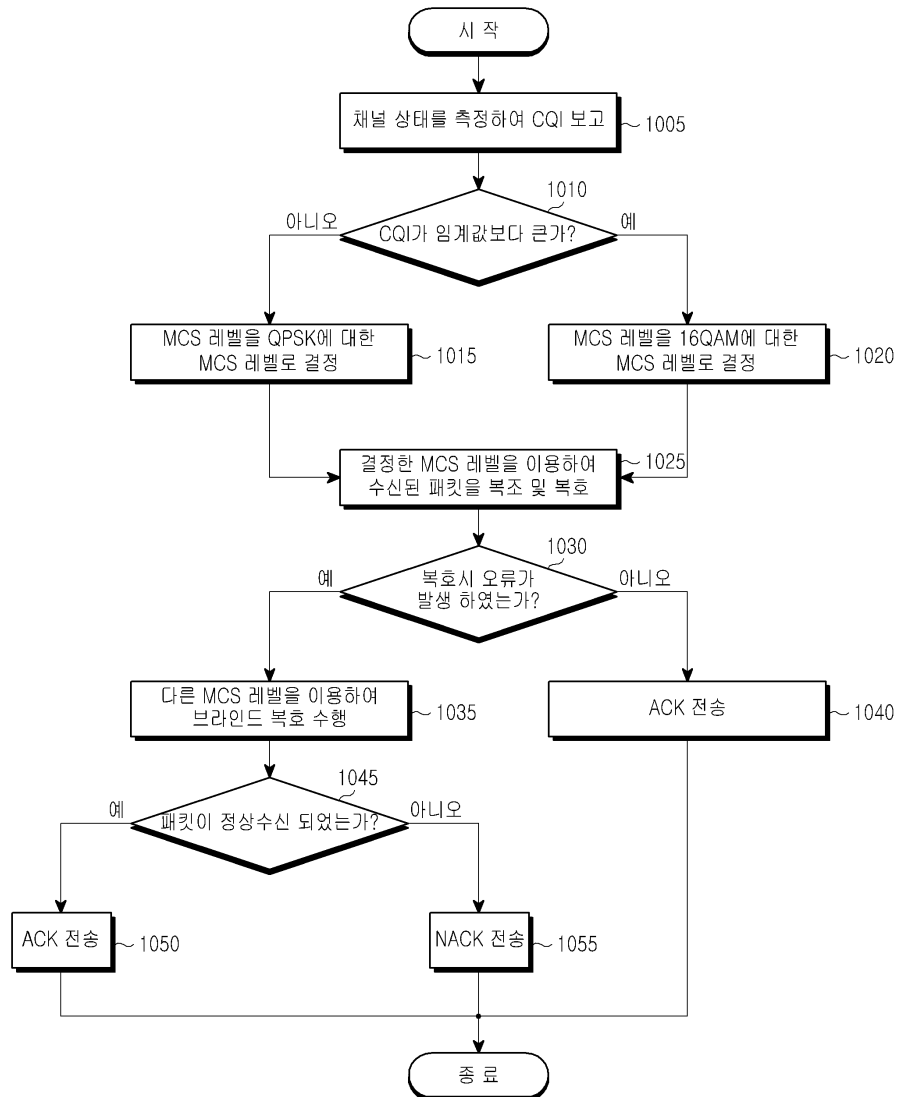 시 작
채널 상태를 측정하여 CQI 보고
1005
1010
아니오
예
CQI가 임계값보다 큰가?
MCS 레벨을 QPSK에 대한
MCS 레벨로 결정
1015
MCS 레벨을 16QAM에 대한
MCS 레벨로 결정
1020
결정한 MCS 레벨을 이용하여
수신된 패킷을 복조 및 복호
1025
1030
예
아니오
복호시 오류가
발생 하였는가?
다른 MCS 레벨을 이용하여
브라인드 복호 수행
1035
ACK 전송
1040
1045
예
아니오
패킷이 정상수신 되었는가?
ACK 전송
1050
NACK 전송
1055
종 료